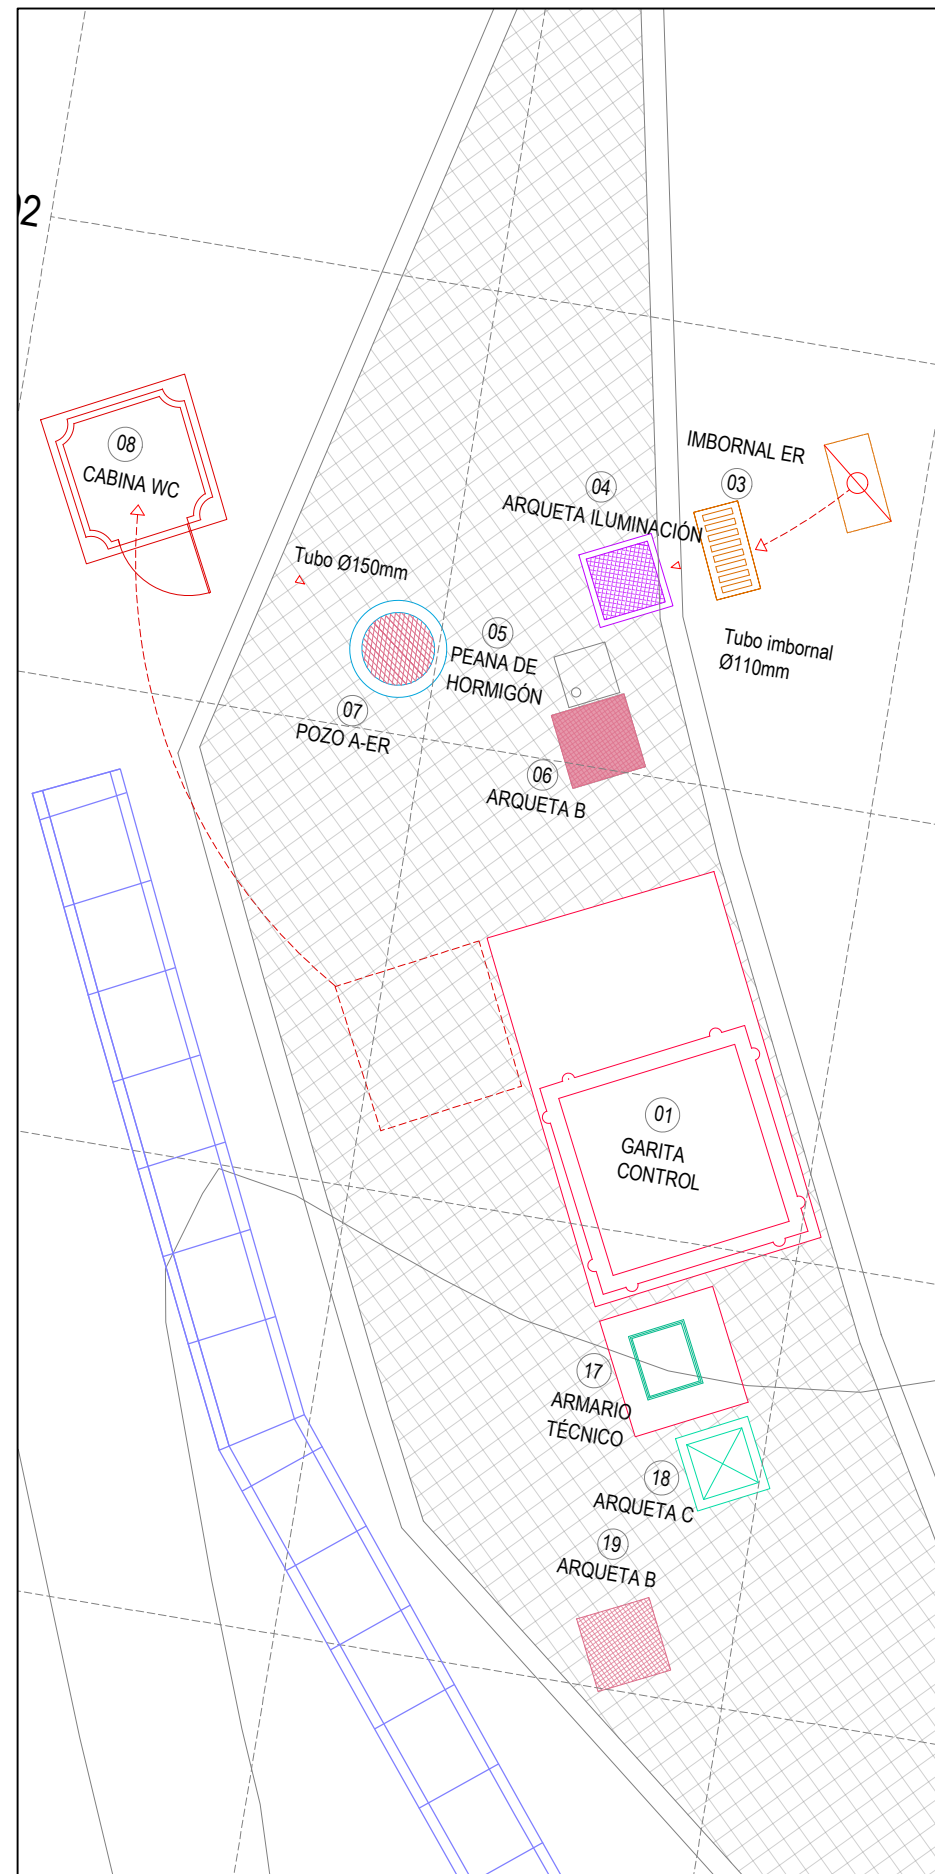 2
08
CABINA WC
IMBORNAL ER
03
04
ARQUETA ILUMINACIÓN
Tubo Ø150mm
05
PEANA DE
HORMIGÓN
Tubo imbornal
Ø110mm
07
POZO A-ER
06
ARQUETA B
01
GARITA
CONTROL
17
ARMARIO
TÉCNICO
18
ARQUETA C
19
ARQUETA B